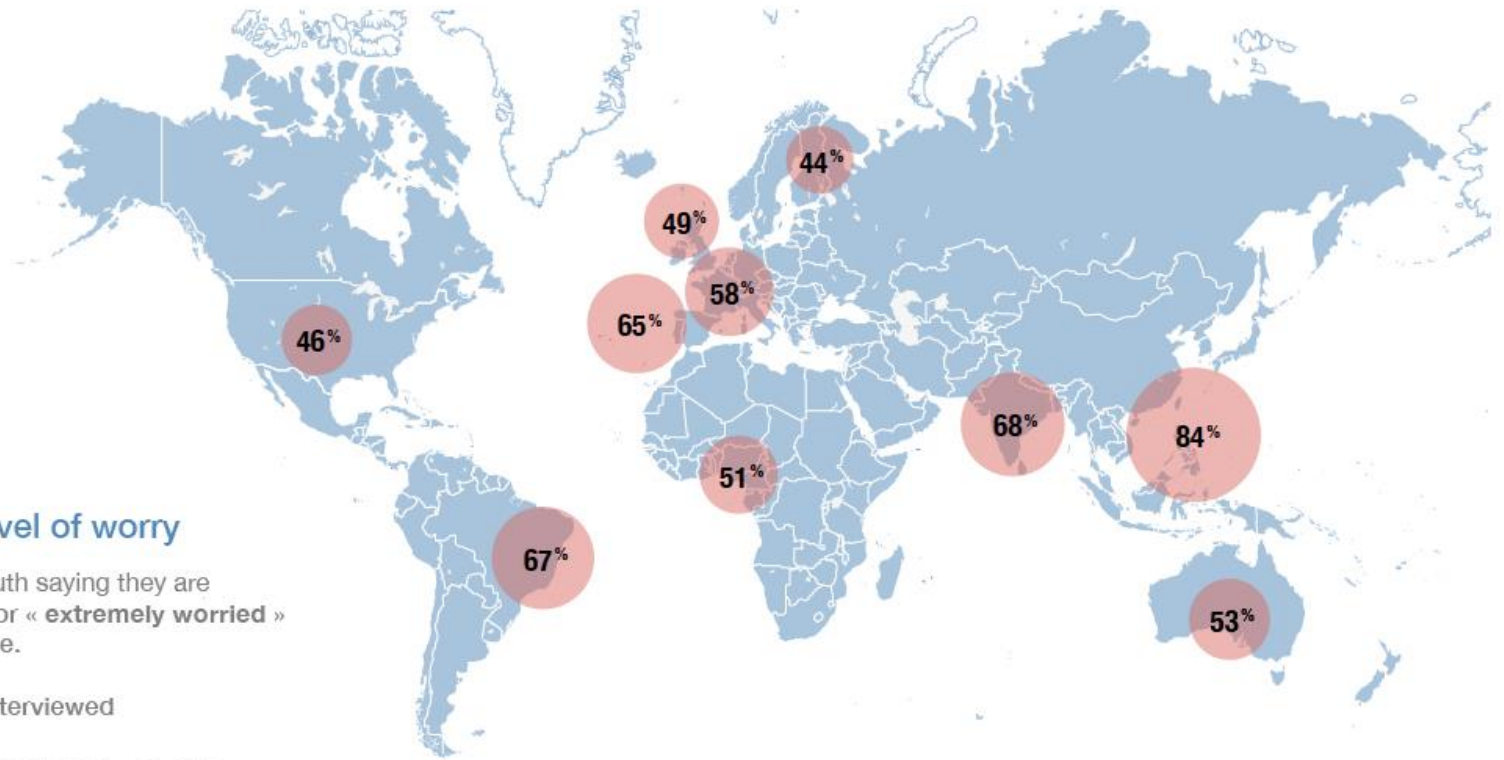 44%
49%
58%
65%
46%
68%
84%
51%
67%
53%
vel of worry
uth saying they are
or « extremely worried »
e.
terviewed